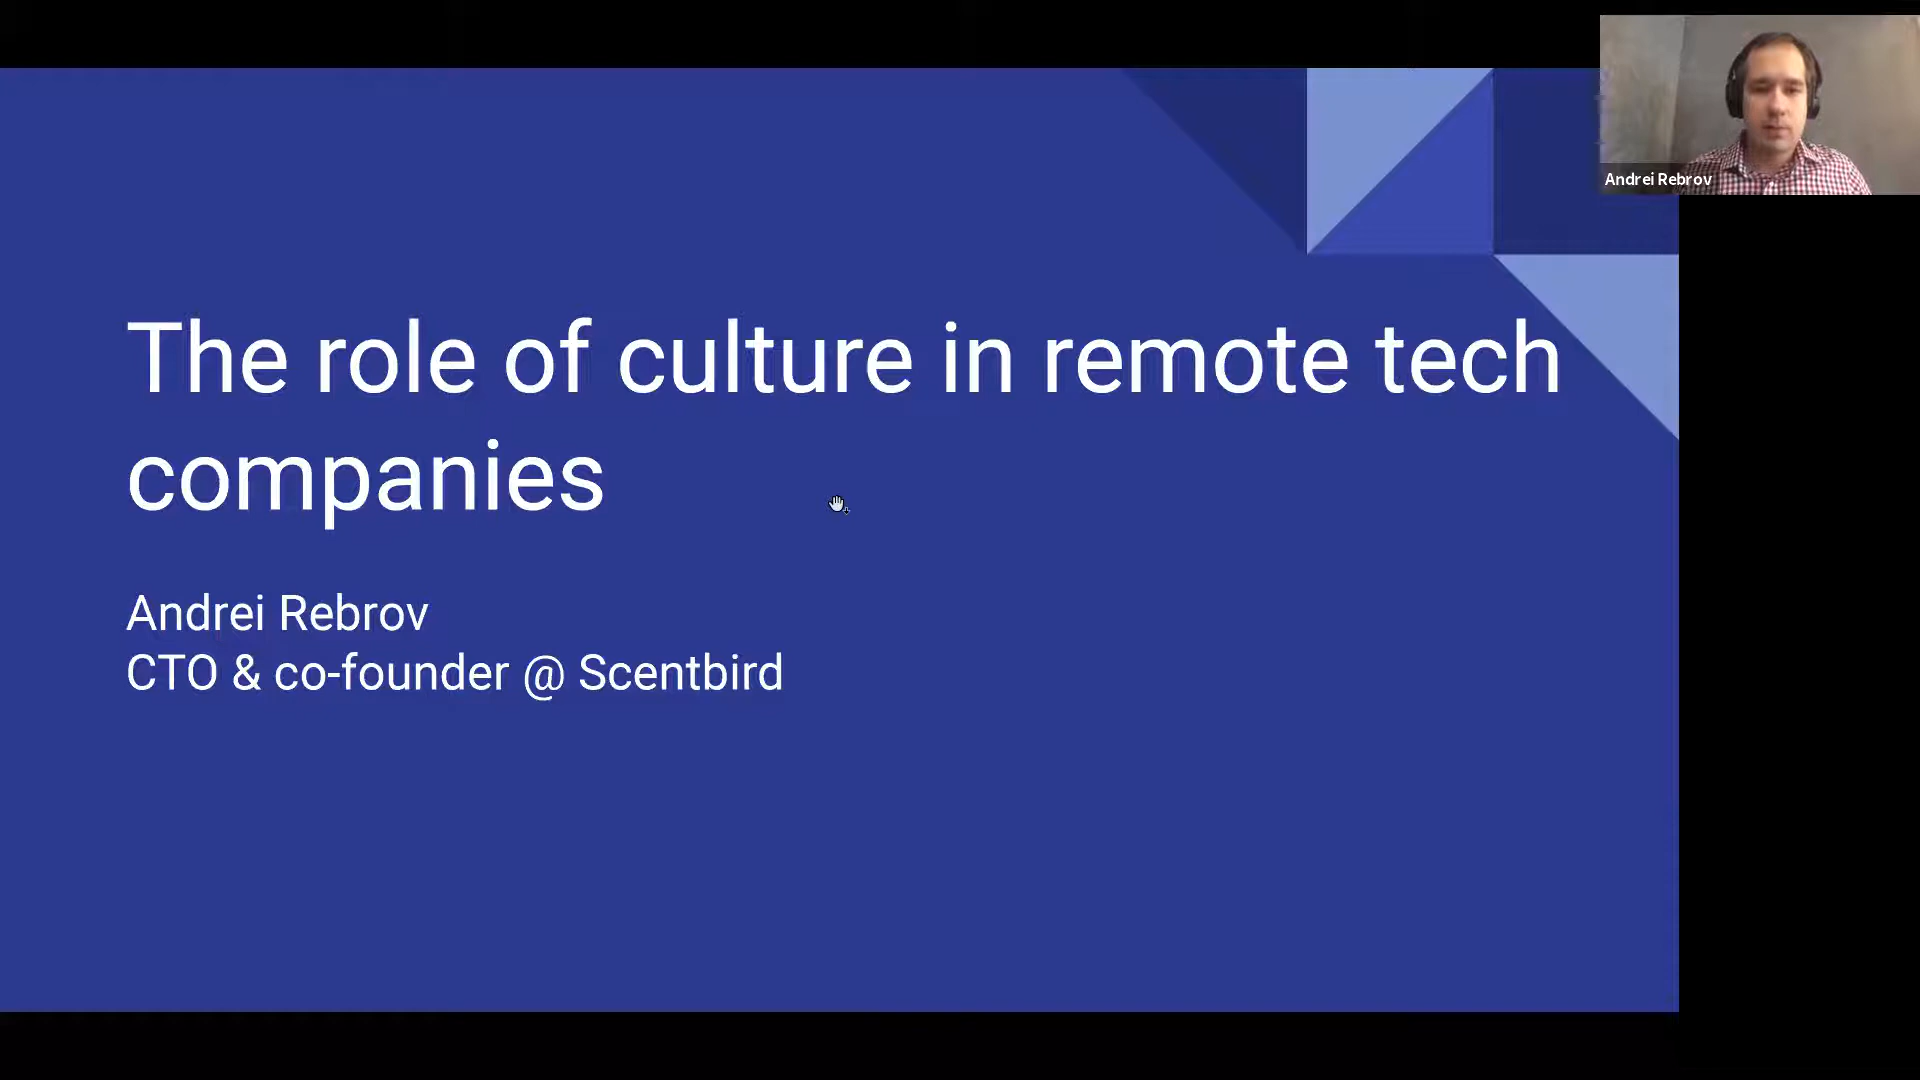 The role of culture in remote tech
companies
Andrei Rebrov
CTO & co-founder @ Scentbird
Andrei Rebrov